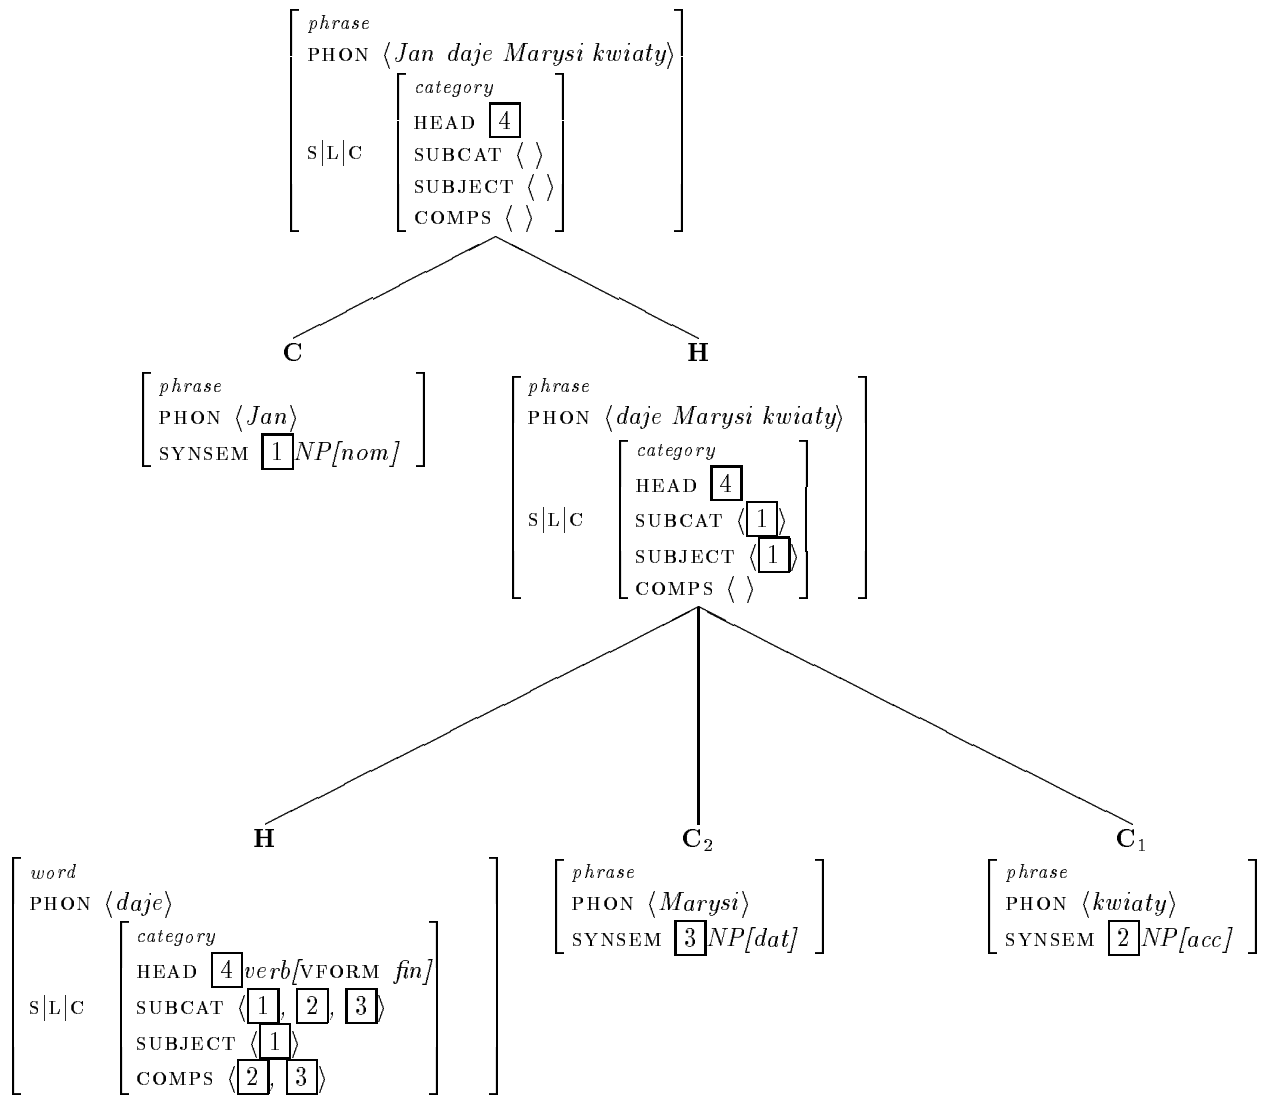 phrase
PHON ⟨Jan daje Marysi kwiaty⟩
category
HEAD 4
S|L|C
SUBCAT ⟨ ⟩
SUBJECT ⟨ ⟩
COMPS ⟨ ⟩
C
H
phrase
PHON ⟨Jan⟩
SYNSEM 1 NP[nom]
phrase
PHON ⟨daje Marysi kwiaty⟩
category
HEAD 4
S|L|C
SUBCAT ⟨1⟩
SUBJECT ⟨1⟩
COMPS ⟨ ⟩
H
C₂
C₁
word
PHON ⟨daje⟩
category
HEAD 4 verb[VFORM fin]
S|L|C
SUBCAT ⟨1, 2, 3⟩
SUBJECT ⟨1⟩
COMPS ⟨2, 3⟩
phrase
PHON ⟨Marysi⟩
SYNSEM 3 NP[dat]
phrase
PHON ⟨kwiaty⟩
SYNSEM 2 NP[acc]